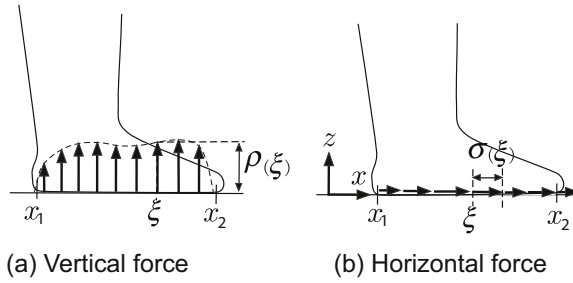 z
ρ(ξ)
σ(ξ)
x
x1
ξ
x2
x1
ξ
x2
(a) Vertical force
(b) Horizontal force